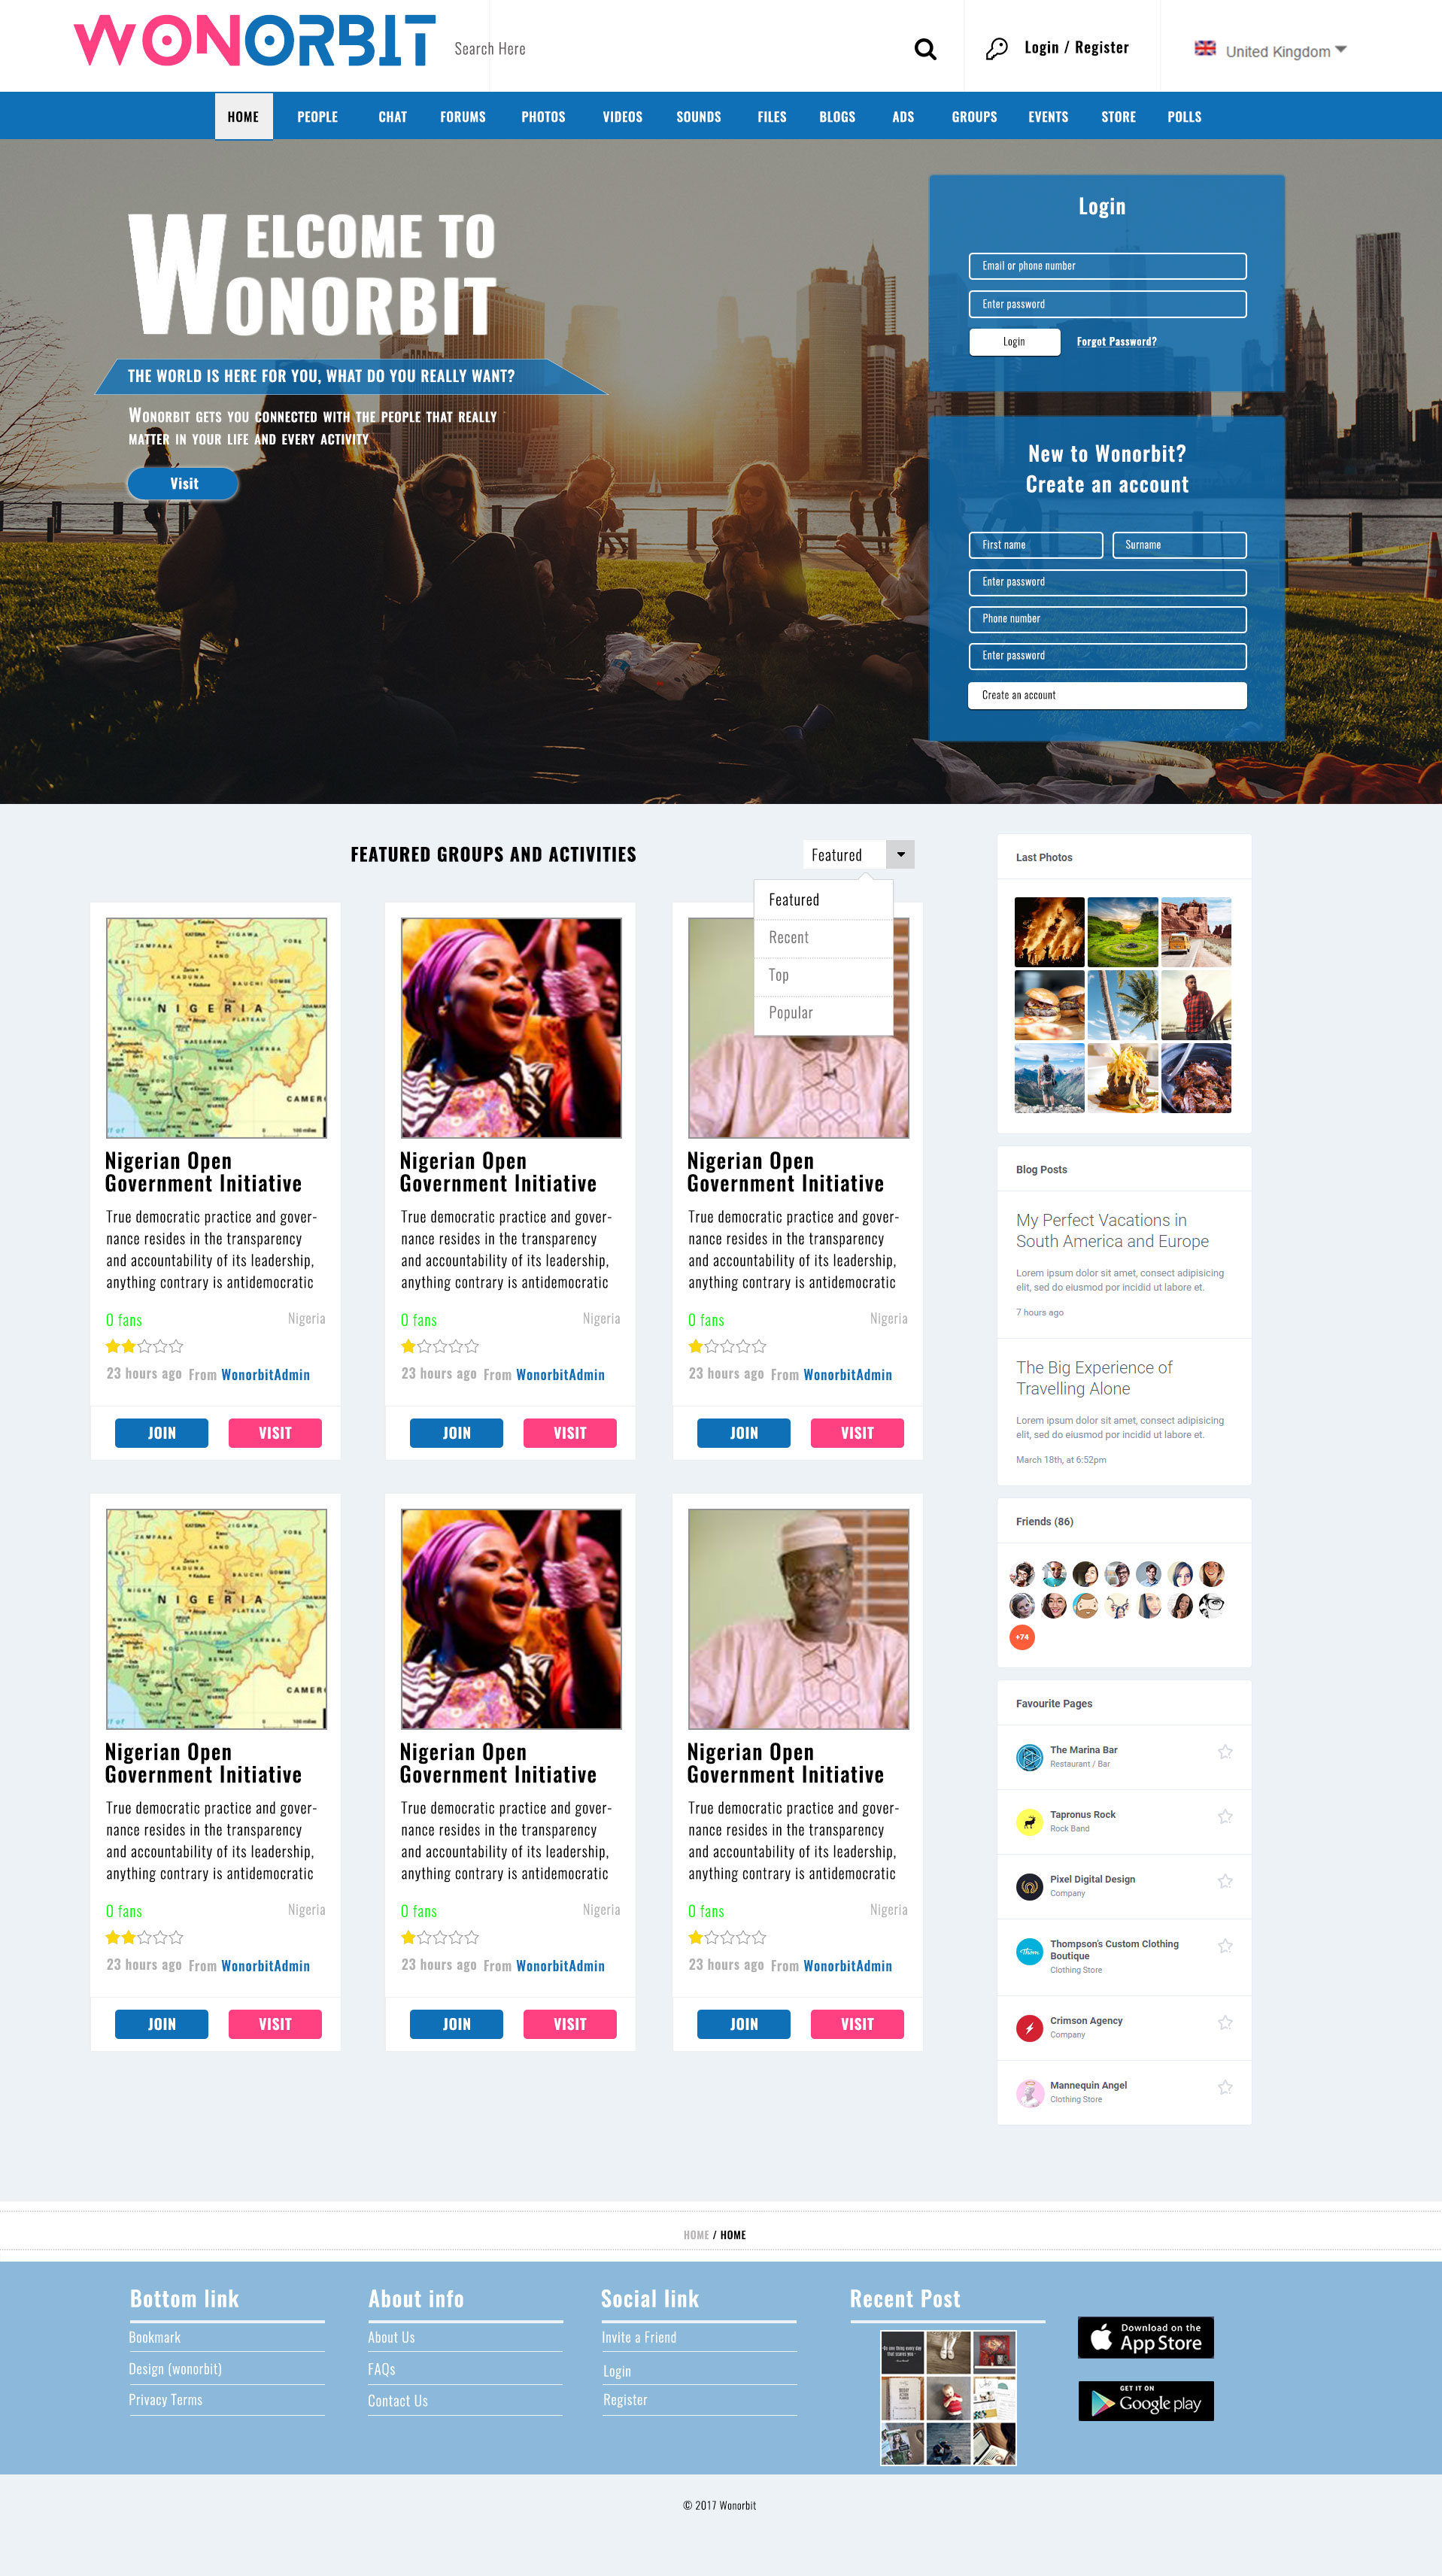 WONORBIT
Search Here
Login / Register
United Kingdom
HOME PEOPLE CHAT FORUMS PHOTOS VIDEOS SOUNDS FILES BLOGS ADS GROUPS EVENTS STORE POLLS
WELCOME TO
WONORBIT
THE WORLD IS HERE FOR YOU, WHAT DO YOU REALLY WANT?
WONORBIT GETS YOU CONNECTED WITH THE PEOPLE THAT REALLY
MATTER IN YOUR LIFE AND EVERY ACTIVITY
Visit
Login
Email or phone number
Enter password
Login Forgot Password?
New to Wonorbit?
Create an account
First name Surname
Enter password
Phone number
Enter password
Create an account
FEATURED GROUPS AND ACTIVITIES
Featured
Featured
Recent
Top
Popular
NIGERIA
Nigerian Open
Government Initiative
True democratic practice and gover-
nance resides in the transparency
and accountability of its leadership,
anything contrary is antidemocratic
0 fans Nigeria
23 hours ago From WonorbitAdmin
JOIN VISIT
Nigerian Open
Government Initiative
True democratic practice and gover-
nance resides in the transparency
and accountability of its leadership,
anything contrary is antidemocratic
0 fans Nigeria
23 hours ago From WonorbitAdmin
JOIN VISIT
Nigerian Open
Government Initiative
True democratic practice and gover-
nance resides in the transparency
and accountability of its leadership,
anything contrary is antidemocratic
0 fans Nigeria
23 hours ago From WonorbitAdmin
JOIN VISIT
NIGERIA
Nigerian Open
Government Initiative
True democratic practice and gover-
nance resides in the transparency
and accountability of its leadership,
anything contrary is antidemocratic
0 fans Nigeria
23 hours ago From WonorbitAdmin
JOIN VISIT
Nigerian Open
Government Initiative
True democratic practice and gover-
nance resides in the transparency
and accountability of its leadership,
anything contrary is antidemocratic
0 fans Nigeria
23 hours ago From WonorbitAdmin
JOIN VISIT
Nigerian Open
Government Initiative
True democratic practice and gover-
nance resides in the transparency
and accountability of its leadership,
anything contrary is antidemocratic
0 fans Nigeria
23 hours ago From WonorbitAdmin
JOIN VISIT
Last Photos
Blog Posts
My Perfect Vacations in
South America and Europe
Lorem ipsum dolor sit amet, consect adipisicing
elit, sed do eiusmod por incidid ut labore et.
7 hours ago
The Big Experience of
Travelling Alone
Lorem ipsum dolor sit amet, consect adipisicing
elit, sed do eiusmod por incidid ut labore et.
March 18th, at 6:52pm
Friends (86)
+74
Favourite Pages
The Marina Bar
Restaurant / Bar
Tapronus Rock
Rock Band
Pixel Digital Design
Company
Thompson's Custom Clothing
Boutique
Clothing Store
Crimson Agency
Company
Mannequin Angel
Clothing Store
HOME / HOME
Bottom link
Bookmark
Design (wonorbit)
Privacy Terms
About info
About Us
FAQs
Contact Us
Social link
Invite a Friend
Login
Register
Recent Post
Download on the
App Store
GET IT ON
Google play
© 2017 Wonorbit